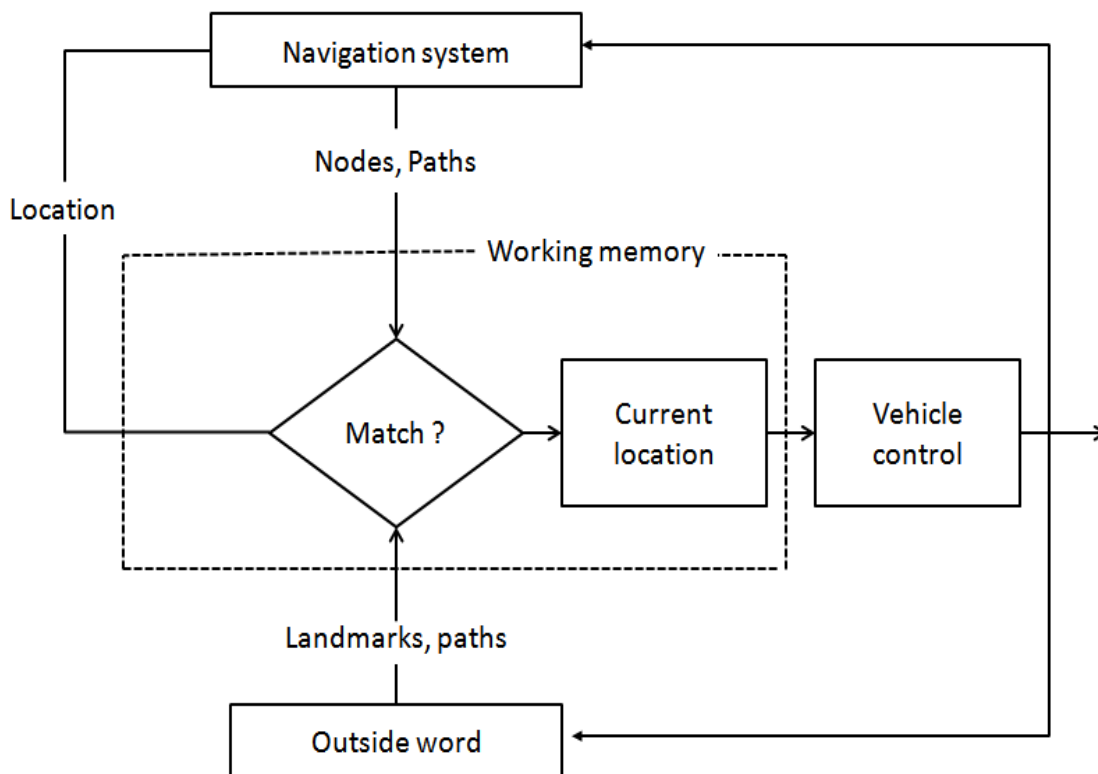 Navigation system
Nodes, Paths
Location
Working memory
Match ?
Current
location
Vehicle
control
Landmarks, paths
Outside word